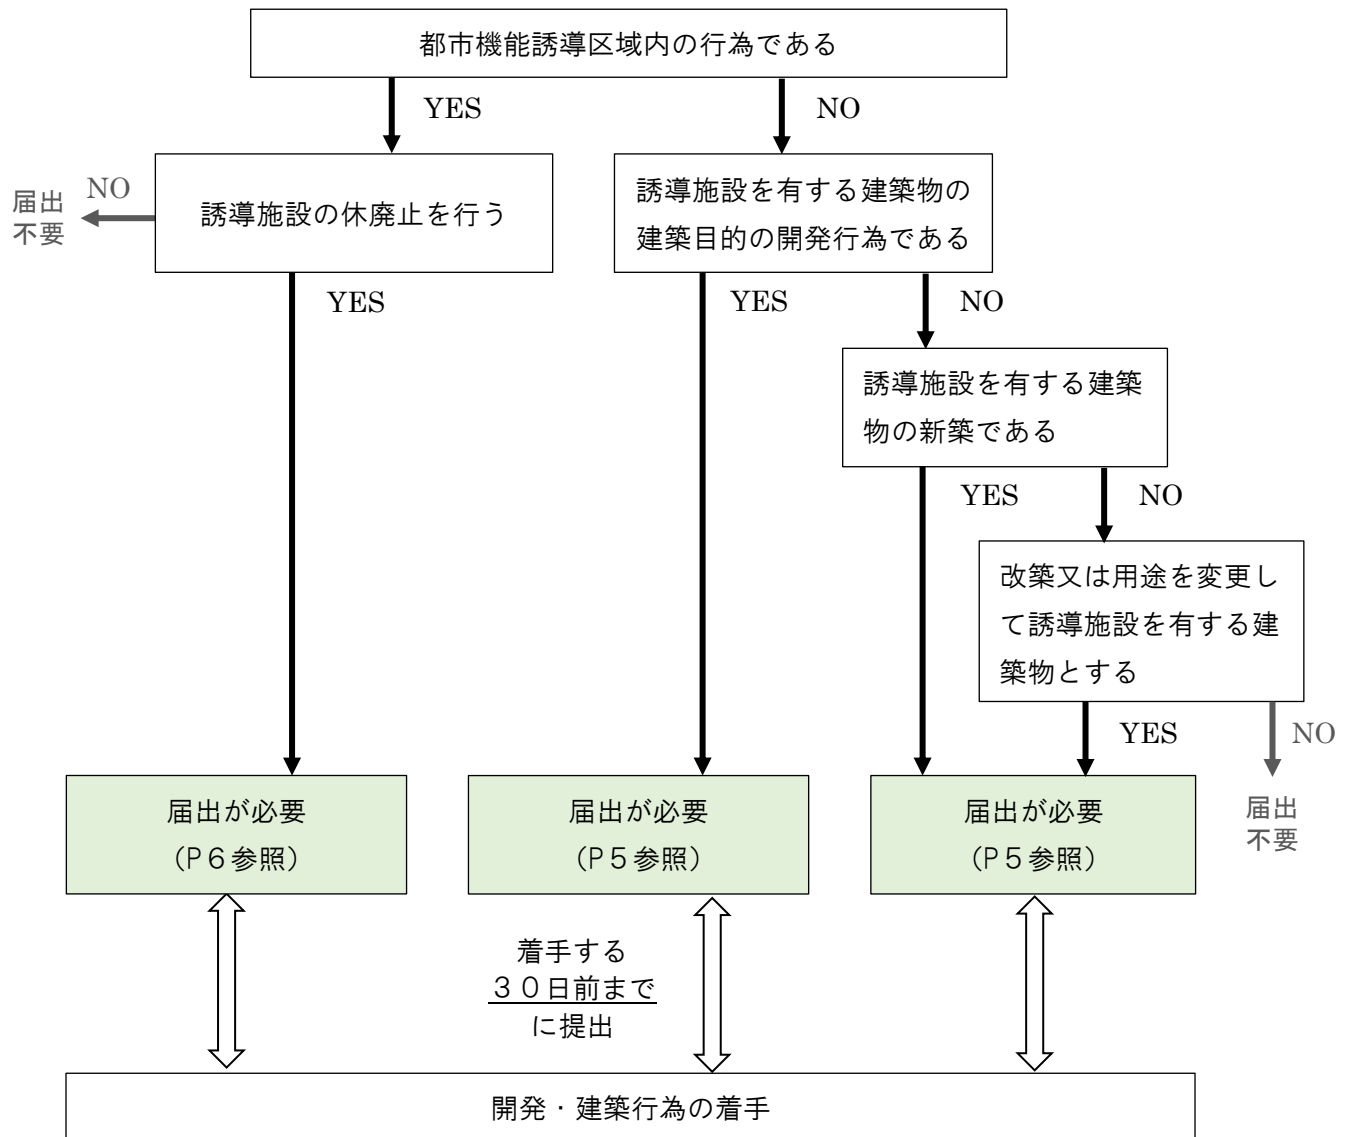 都市機能誘導区域内の行為である
YES
NO
届出
不要
NO
誘導施設の休廃止を行う
誘導施設を有する建築物の
建築目的の開発行為である
YES
YES
NO
誘導施設を有する建築
物の新築である
YES
NO
改築又は用途を変更し
て誘導施設を有する建
築物とする
YES
NO
届出が必要
（P６参照）
届出が必要
（P５参照）
届出が必要
（P５参照）
届出
不要
着手する
３０日前まで
に提出
開発・建築行為の着手